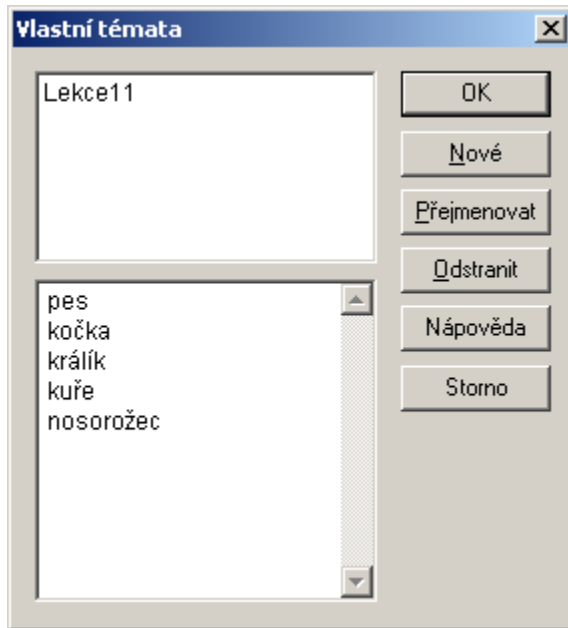 Vlastní témata
Lekce11
OK
Nové
Přejmenovat
Odstranit
Nápověda
Storno
pes
kočka
králík
kuře
nosorožec